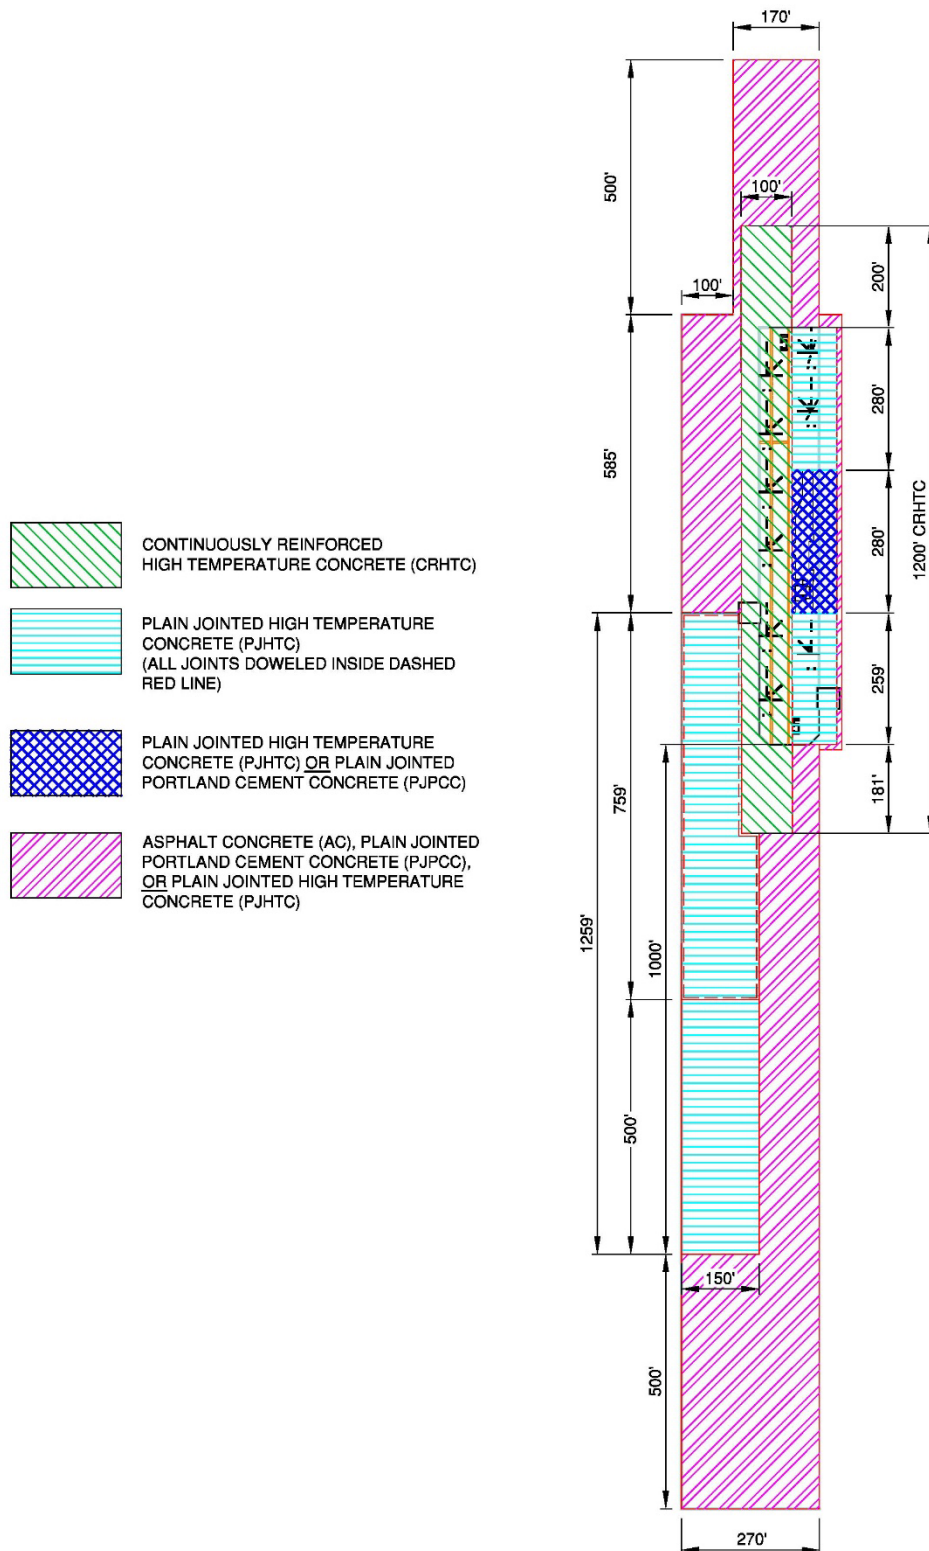 170'
500'
100'
200'
100'
280'
585'
280'
1200' CRHTC
CONTINUOUSLY REINFORCED
HIGH TEMPERATURE CONCRETE (CRHTC)
PLAIN JOINTED HIGH TEMPERATURE
CONCRETE (PJHTC)
(ALL JOINTS DOWELED INSIDE DASHED
RED LINE)
259'
PLAIN JOINTED HIGH TEMPERATURE
CONCRETE (PJHTC) OR PLAIN JOINTED
PORTLAND CEMENT CONCRETE (PJPCC)
181'
759'
ASPHALT CONCRETE (AC), PLAIN JOINTED
PORTLAND CEMENT CONCRETE (PJPCC),
OR PLAIN JOINTED HIGH TEMPERATURE
CONCRETE (PJHTC)
1259'
1000'
500'
150'
500'
270'